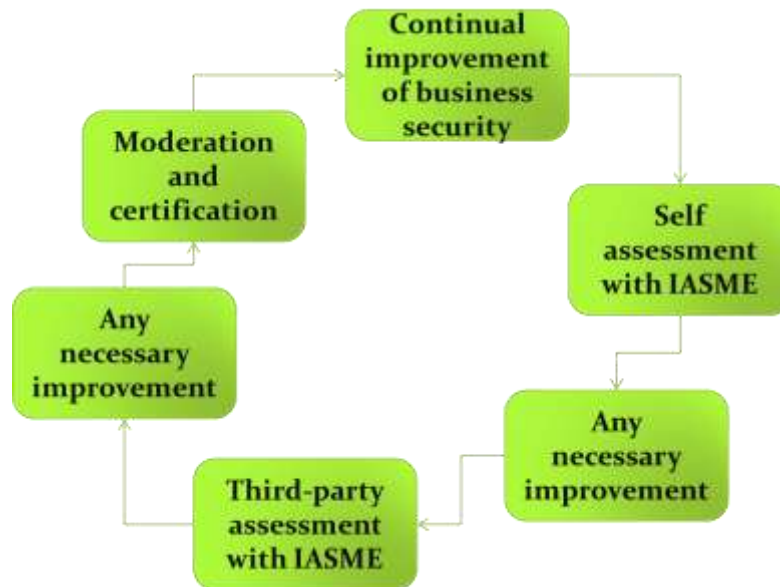 Continual
improvement
of business
security
Self
assessment
with IASME
Any
necessary
improvement
Third-party
assessment
with IASME
Any
necessary
improvement
Moderation
and
certification